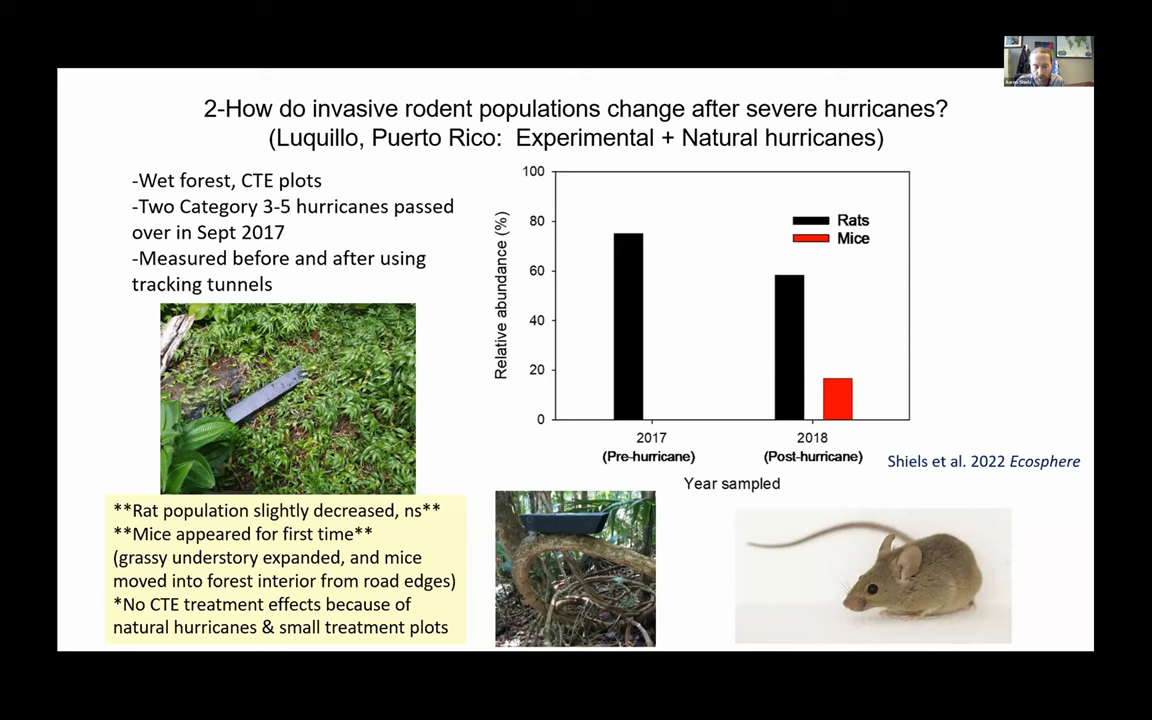 2-How do invasive rodent populations change after severe hurricanes?
(Luquillo, Puerto Rico: Experimental + Natural hurricanes)
-Wet forest, CTE plots
-Two Category 3-5 hurricanes passed
over in Sept 2017
-Measured before and after using
tracking tunnels
100
80
60
40
20
0
Relative abundance (%)
Rats
Mice
2017
(Pre-hurricane)
2018
(Post-hurricane)
Year sampled
Shiels et al. 2022 Ecosphere
**Rat population slightly decreased, ns**
**Mice appeared for first time**
(grassy understory expanded, and mice
moved into forest interior from road edges)
*No CTE treatment effects because of
natural hurricanes & small treatment plots
Aaron Shiels